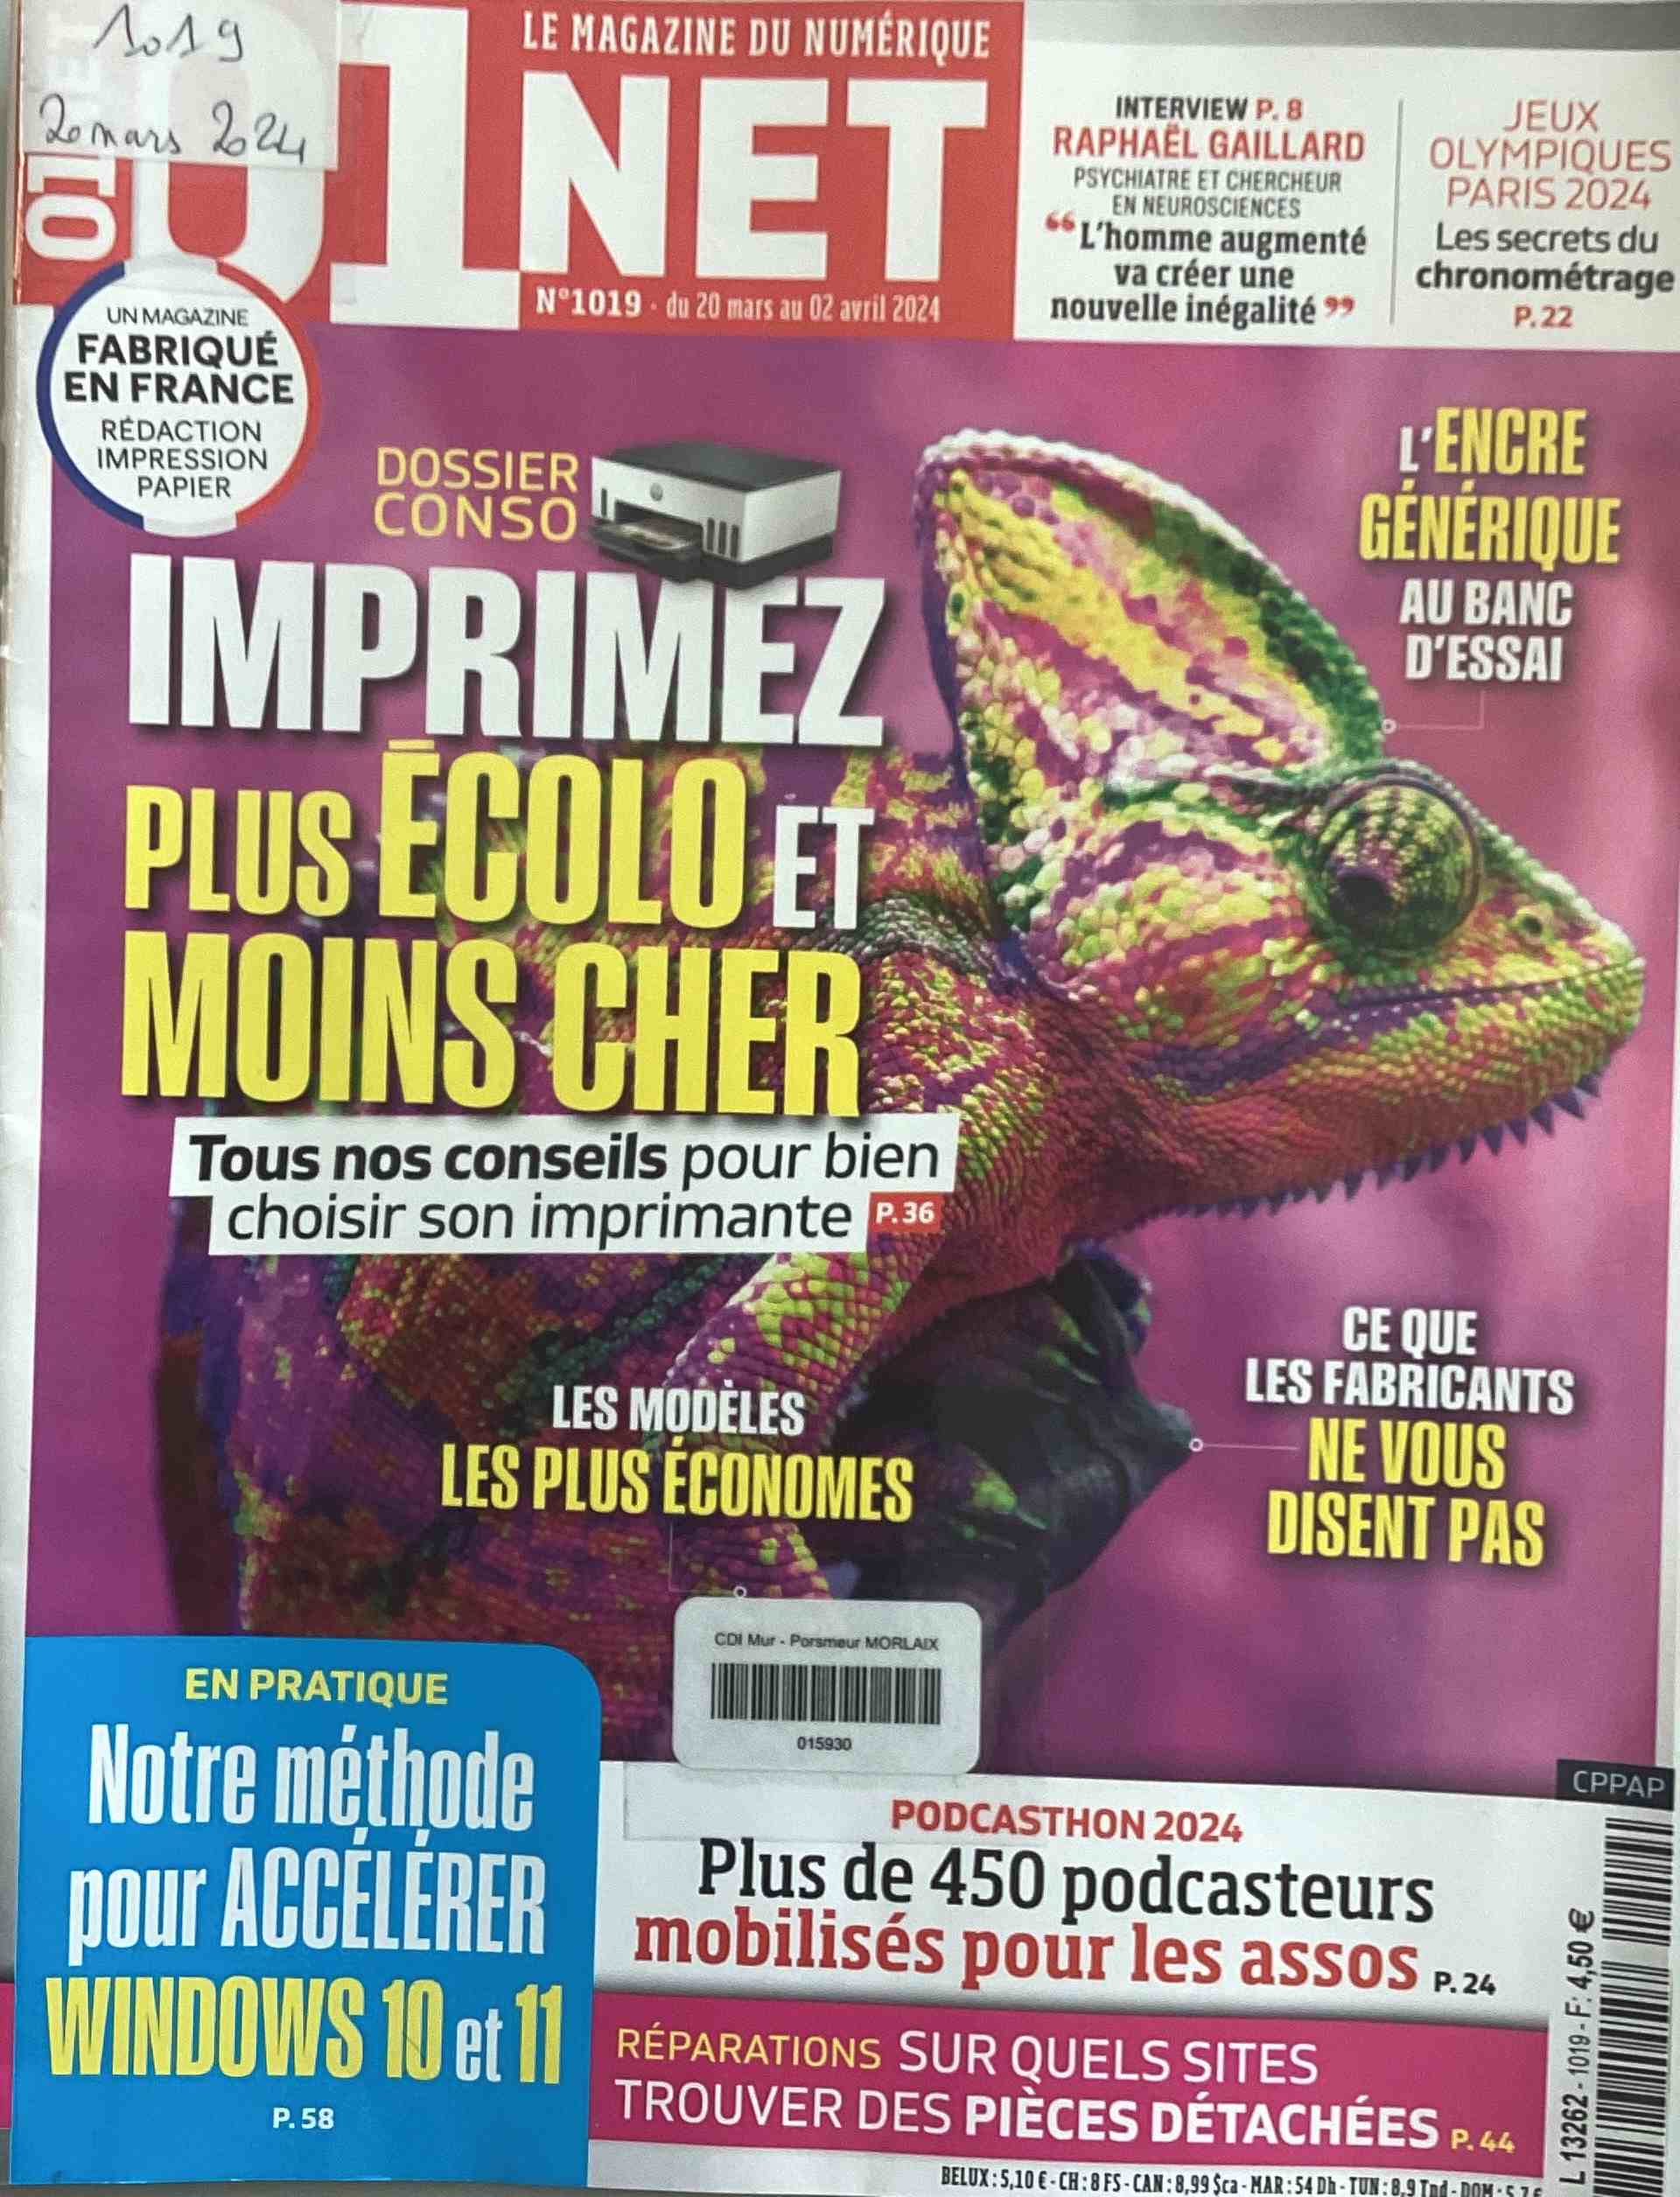 1019
20 mars 2024
01NET
LE MAGAZINE DU NUMÉRIQUE
01NET
N°1019 - du 20 mars au 02 avril 2024
INTERVIEW P. 8
RAPHAËL GAILLARD
PSYCHIATRE ET CHERCHEUR
EN NEUROSCIENCES
“L'homme augmenté
va créer une
nouvelle inégalité”
JEUX
OLYMPIQUES
PARIS 2024
Les secrets du
chronométrage
P.22
UN MAGAZINE
FABRIQUÉ
EN FRANCE
RÉDACTION
IMPRESSION
PAPIER
DOSSIER
CONSO
IMPRIMEZ
PLUS ÉCOLO ET
MOINS CHER
Tous nos conseils pour bien
choisir son imprimante P.36
L'ENCRE
GÉNÉRIQUE
AU BANC
D'ESSAI
LES MODÈLES
LES PLUS ÉCONOMES
CE QUE
LES FABRICANTS
NE VOUS
DISENT PAS
CDI Mur - Porsmeur MORLAIX
015930
EN PRATIQUE
Notre méthode
pour ACCÉLÉRER
WINDOWS 10 et 11
P. 58
PODCASTHON 2024
Plus de 450 podcasteurs
mobilisés pour les assos P.24
RÉPARATIONS SUR QUELS SITES
TROUVER DES PIÈCES DÉTACHÉES P.44
CPPAP
L 13262 - 1019 - F: 4,50 €
BELUX : 5,10 € - CH : 8 FS - CAN : 8,99 $ca - MAR : 54 Dh - TUN : 8,9 Tnd - DOM :